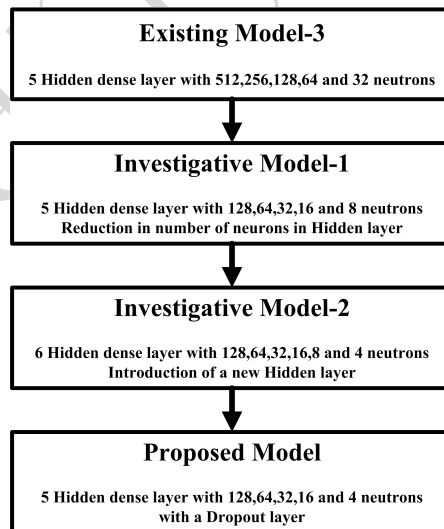 Existing Model-3
5 Hidden dense layer with 512,256,128,64 and 32 neutrons
Investigative Model-1
5 Hidden dense layer with 128,64,32,16 and 8 neutrons
Reduction in number of neurons in Hidden layer
Investigative Model-2
6 Hidden dense layer with 128,64,32,16,8 and 4 neutrons
Introduction of a new Hidden layer
Proposed Model
5 Hidden dense layer with 128,64,32,16 and 4 neutrons
with a Dropout layer